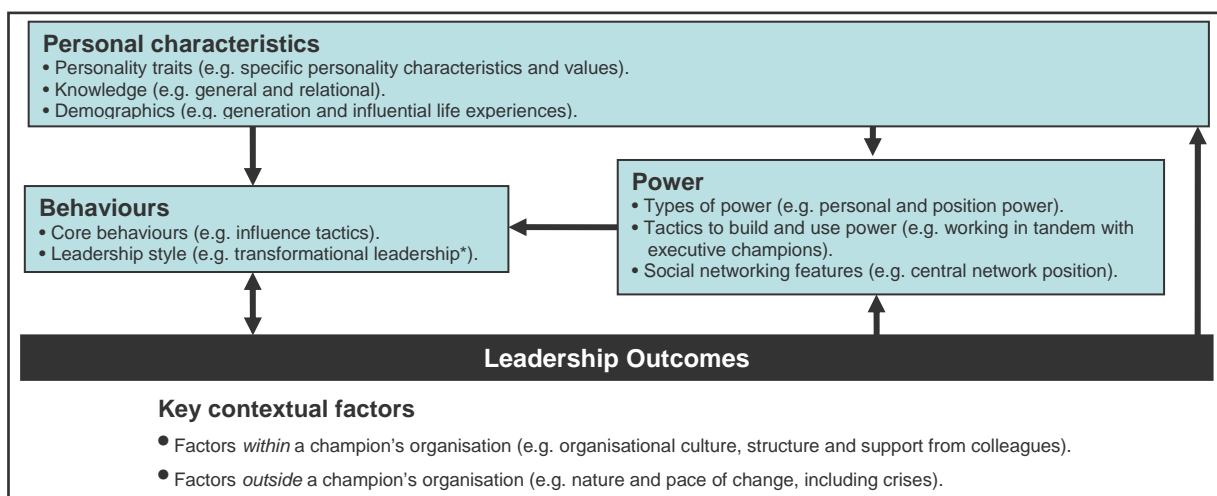 Personal characteristics
• Personality traits (e.g. specific personality characteristics and values).
• Knowledge (e.g. general and relational).
• Demographics (e.g. generation and influential life experiences).
Power
• Types of power (e.g. personal and position power).
• Tactics to build and use power (e.g. working in tandem with
executive champions).
• Social networking features (e.g. central network position).
Behaviours
• Core behaviours (e.g. influence tactics).
• Leadership style (e.g. transformational leadership*).
Leadership Outcomes
Key contextual factors
• Factors within a champion’s organisation (e.g. organisational culture, structure and support from colleagues).
• Factors outside a champion’s organisation (e.g. nature and pace of change, including crises).